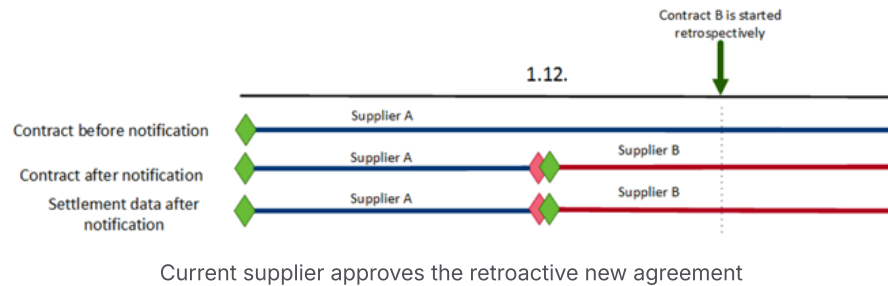 Contract B is started
retrospectively
1.12.
Supplier A
Contract before notification
Supplier A
Supplier B
Contract after notification
Supplier A
Supplier B
Settlement data after
notification
Current supplier approves the retroactive new agreement